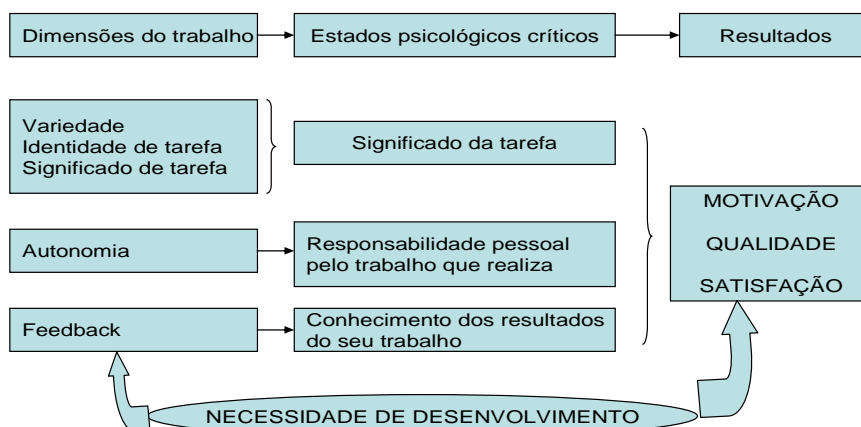 Dimensões do trabalho
Estados psicológicos críticos
Resultados
Variedade
Identidade de tarefa
Significado de tarefa
Significado da tarefa
Autonomia
Responsabilidade pessoal
pelo trabalho que realiza
Feedback
Conhecimento dos resultados
do seu trabalho
MOTIVAÇÃO
QUALIDADE
SATISFAÇÃO
NECESSIDADE DE DESENVOLVIMENTO